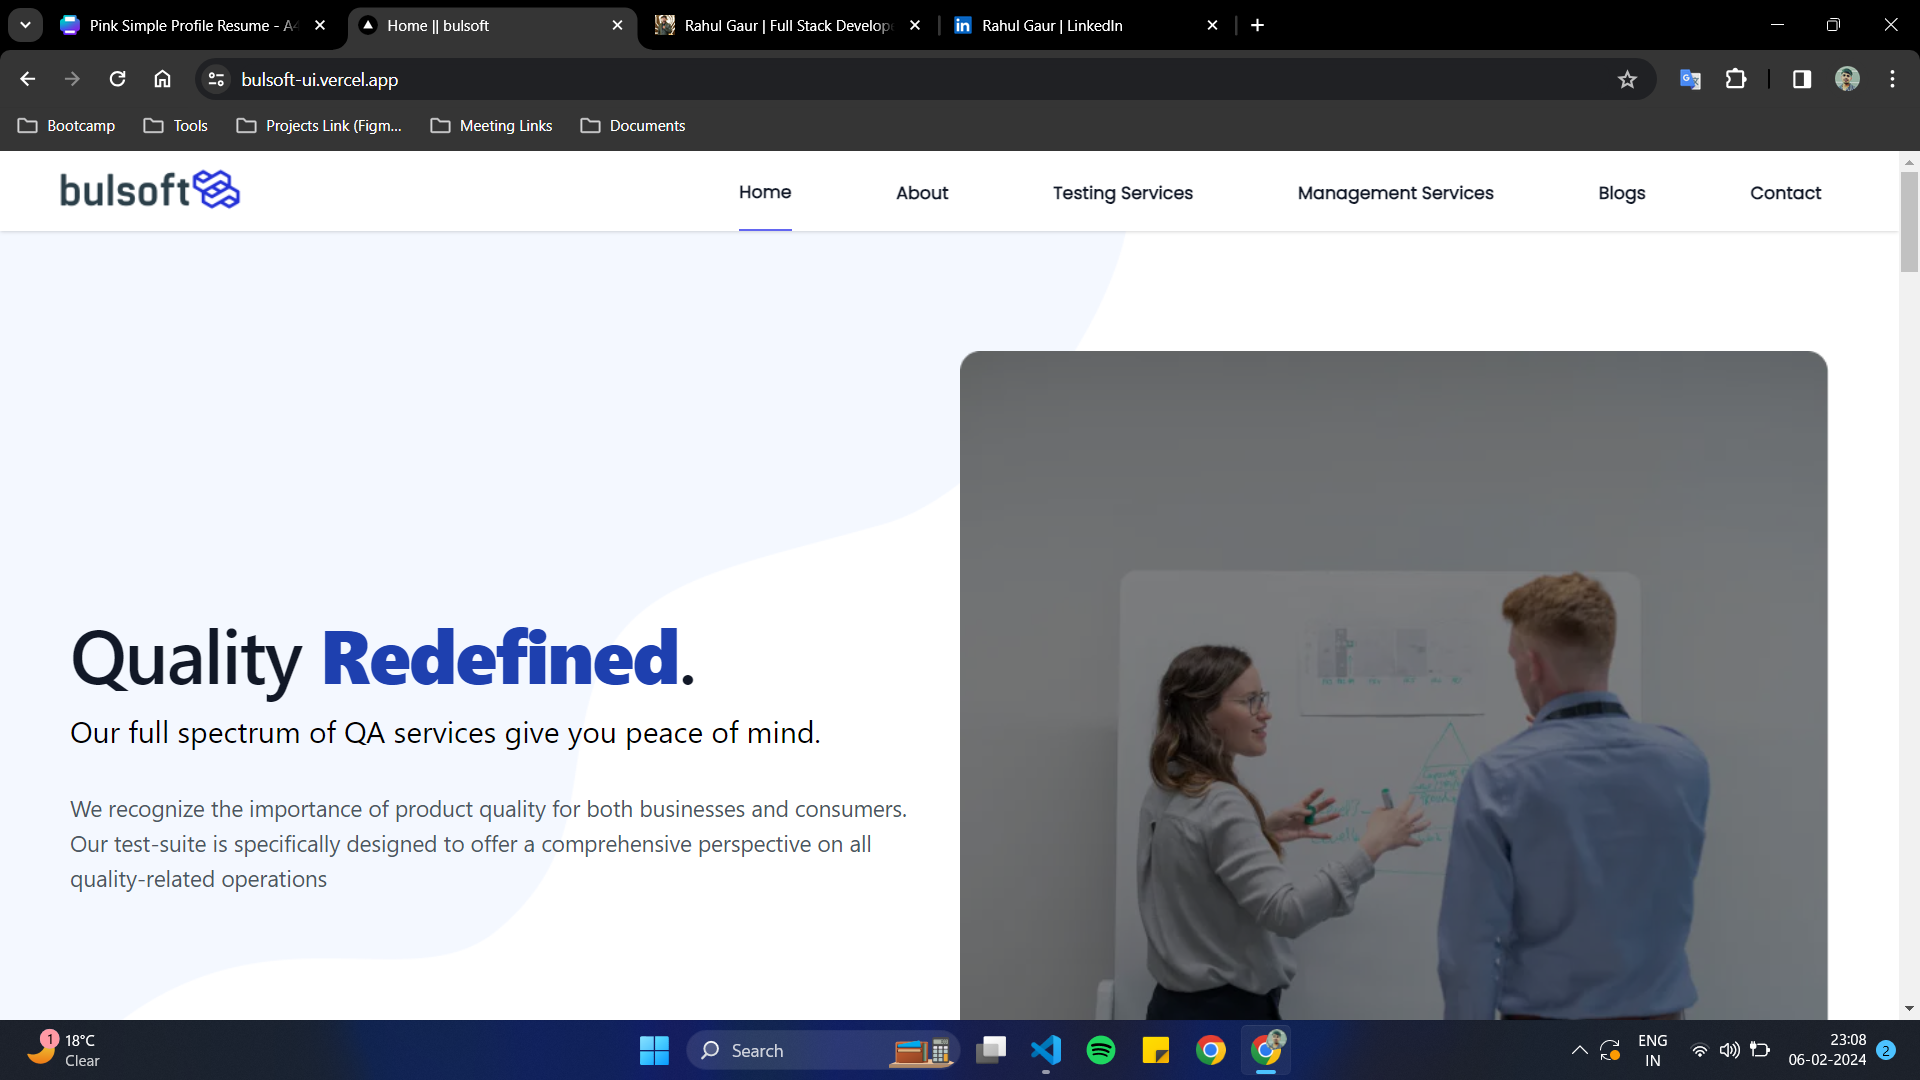 Pink Simple Profile Resume - A4
Home || bulsoft
Rahul Gaur | Full Stack Develop
Rahul Gaur | LinkedIn
bulsoft-ui.vercel.app
Bootcamp
Tools
Projects Link (Figm...
Meeting Links
Documents
bulsoft
Home
About
Testing Services
Management Services
Blogs
Contact
Quality Redefined.
Our full spectrum of QA services give you peace of mind.
We recognize the importance of product quality for both businesses and consumers.
Our test-suite is specifically designed to offer a comprehensive perspective on all
quality-related operations
1
18°C
Clear
Search
ENG
IN
23:08
06-02-2024
2